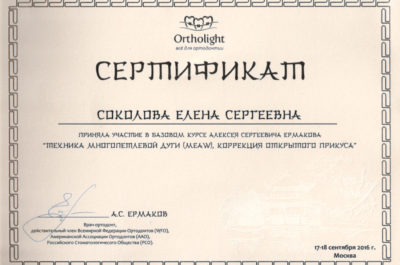 Ortholight
всё для ортодонтии
СЕРТИФИКАТ
СОКОЛОВА ЕЛЕНА СЕРГЕЕВНА
ПРИНЯЛА УЧАСТИЕ В БАЗОВОМ КУРСЕ АЛЕКСЕЯ СЕРГЕЕВИЧА ЕРМАКОВА
"ТЕХНИКА МНОГОПЕТЛЕВОЙ ДУГИ (MEAW), КОРРЕКЦИЯ ОТКРЫТОГО ПРИКУСА"
А.С. ЕРМАКОВ
Врач-ортодонт,
действительный член Всемирной Федерации Ортодонтов (WFO),
Американской Ассоциации Ортодонтов (AAO),
Российского Стоматологического Общества (РСО).
17-18 сентября 2016 г.
Москва